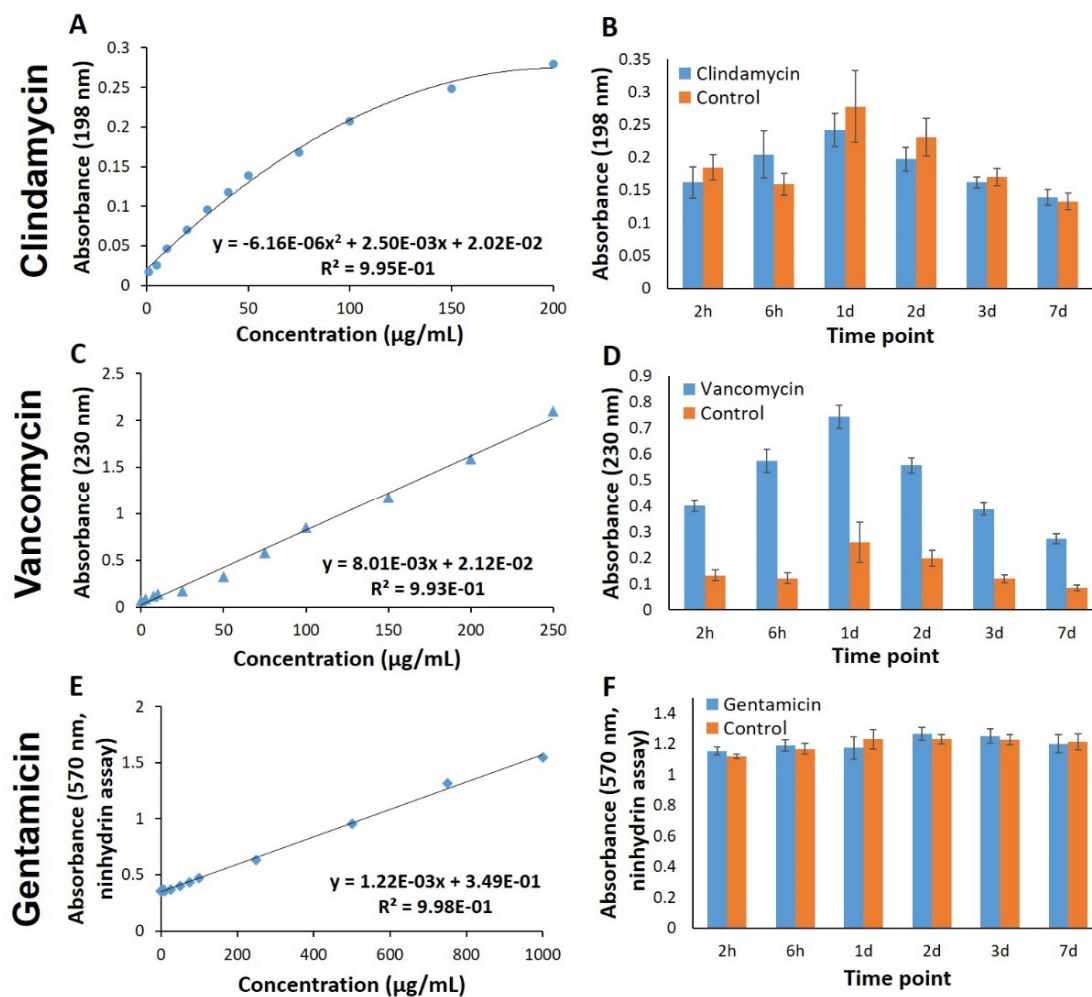 Clindamycin
A
Absorbance (198 nm)
0.3
0.25
0.2
0.15
0.1
0.05
0
y = -6.16E-06x² + 2.50E-03x + 2.02E-02
R² = 9.95E-01
0 50 100 150 200
Concentration (µg/mL)
B
Absorbance (198 nm)
Clindamycin
Control
0.35
0.3
0.25
0.2
0.15
0.1
0.05
0
2h 6h 1d 2d 3d 7d
Time point
Vancomycin
C
Absorbance (230 nm)
2.5
2
1.5
1
0.5
0
y = 8.01E-03x + 2.12E-02
R² = 9.93E-01
0 50 100 150 200 250
Concentration (µg/mL)
D
Absorbance (230 nm)
Vancomycin
Control
0.9
0.8
0.7
0.6
0.5
0.4
0.3
0.2
0.1
0
2h 6h 1d 2d 3d 7d
Time point
Gentamicin
E
Absorbance (570 nm,
ninhydrin assay)
2
1.5
1
0.5
0
y = 1.22E-03x + 3.49E-01
R² = 9.98E-01
0 200 400 600 800 1000
Concentration (µg/mL)
F
Absorbance (570 nm,
ninhydrin assay)
Gentamicin
Control
1.4
1.2
1
0.8
0.6
0.4
0.2
0
2h 6h 1d 2d 3d 7d
Time point